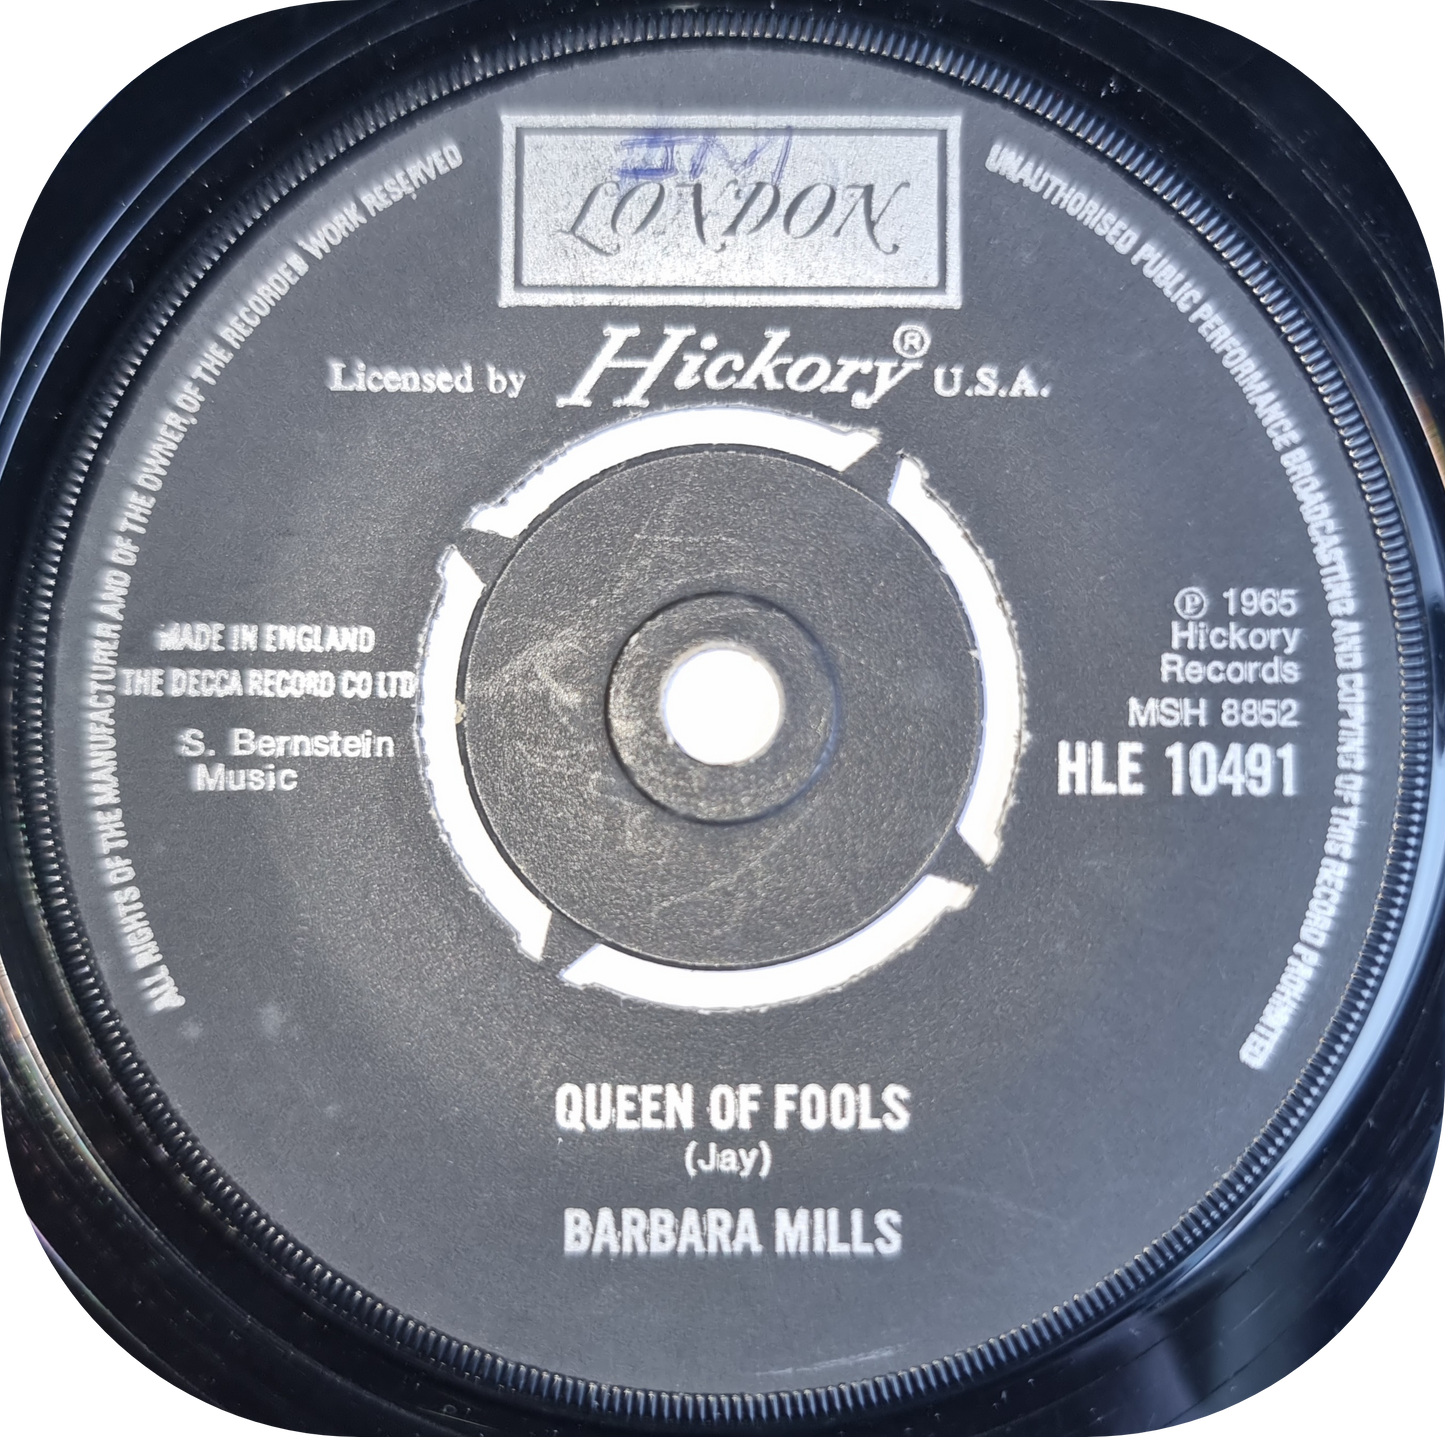 JM
LONDON
Licensed by Hickory® U.S.A.
ALL RIGHTS OF THE MANUFACTURER AND OF THE OWNER OF THE RECORDED WORK RESERVED
UNAUTHORISED PUBLIC PERFORMANCE BROADCASTING AND COPYING OF THIS RECORD PROHIBITED
MADE IN ENGLAND
THE DECCA RECORD CO LTD
S. Bernstein
Music
℗ 1965
Hickory
Records
MSH 8852
HLE 10491
QUEEN OF FOOLS
(Jay)
BARBARA MILLS